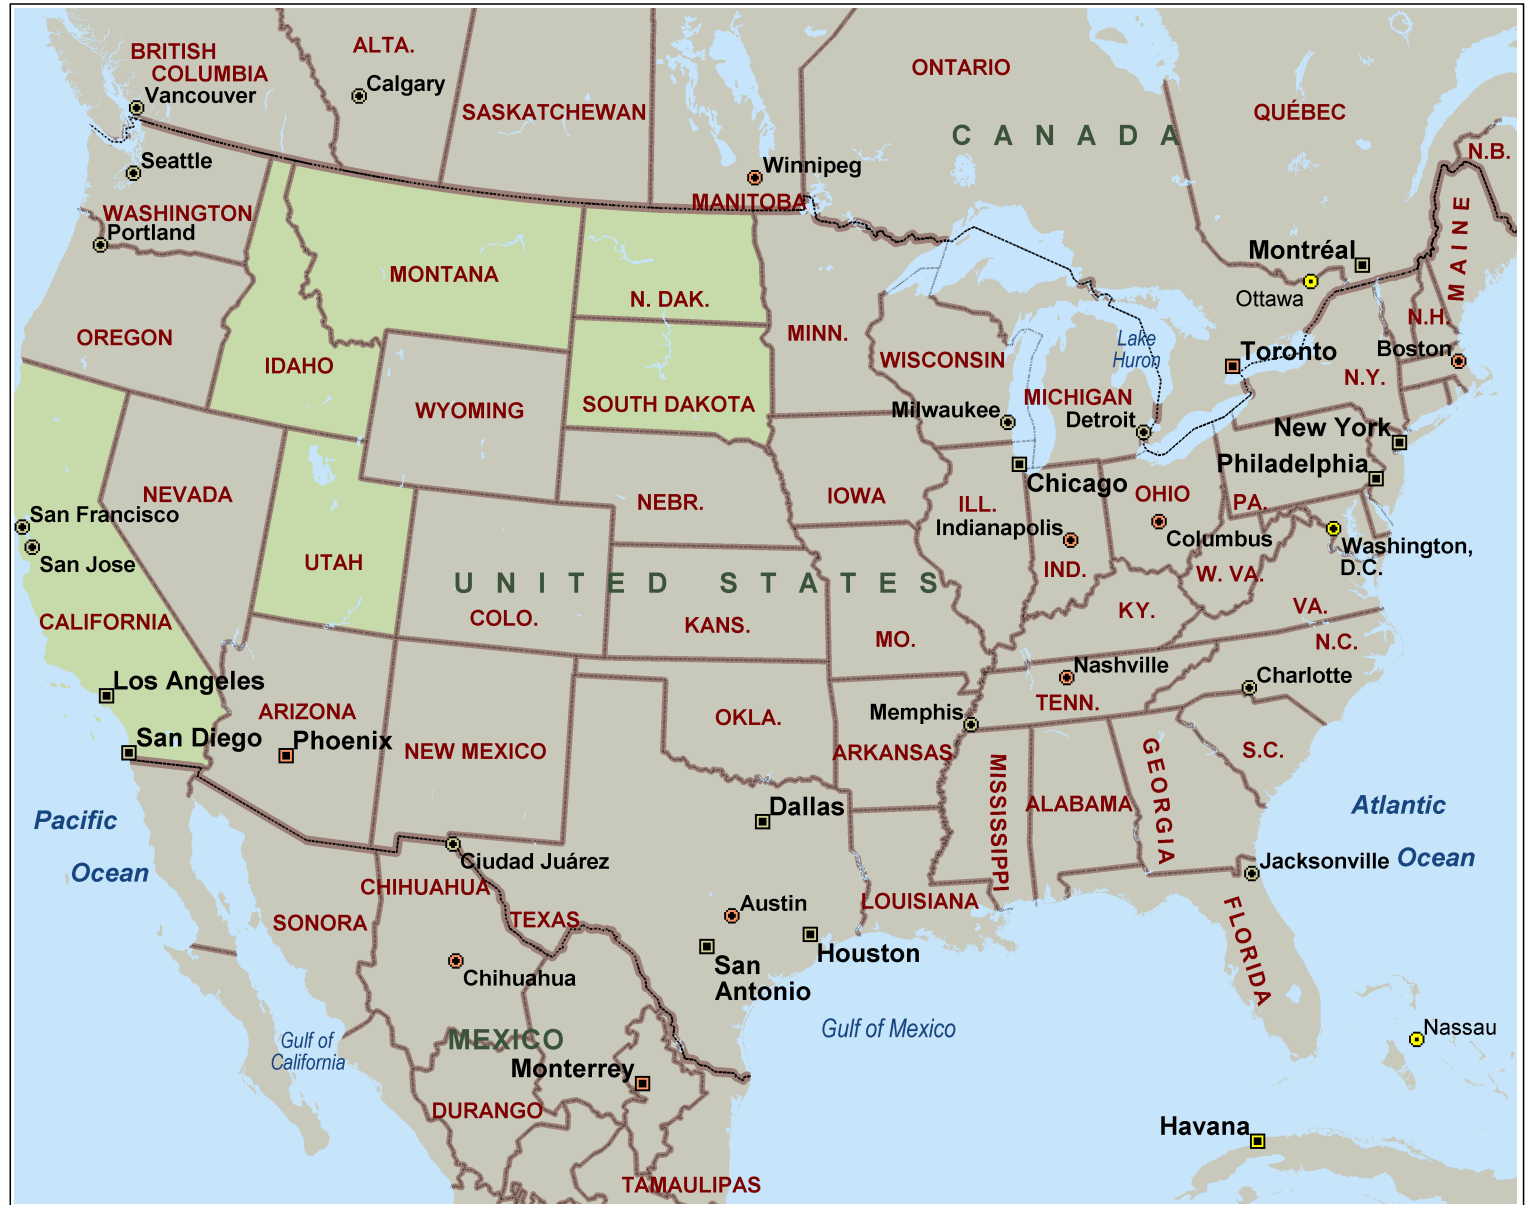 BRITISH
COLUMBIA
Vancouver
ALTA.
Calgary
SASKATCHEWAN
Winnipeg
MANITOBA
ONTARIO
CANADA
QUÉBEC
N.B.
Seattle
WASHINGTON
Portland
MONTANA
N. DAK.
MINN.
Montréal
Ottawa
MAINE
OREGON
IDAHO
WYOMING
SOUTH DAKOTA
WISCONSIN
Milwaukee
MICHIGAN
Detroit
Lake
Huron
Toronto
N.H.
Boston
N.Y.
New York
Philadelphia
NEVADA
NEBR.
IOWA
ILL.
Chicago
Indianapolis
OHIO
Columbus
PA.
Washington,
D.C.
San Francisco
San Jose
UTAH
UNITED STATES
IND.
W. VA.
CALIFORNIA
COLO.
KANS.
MO.
KY.
VA.
N.C.
Los Angeles
San Diego
ARIZONA
Phoenix
NEW MEXICO
OKLA.
ARKANSAS
Memphis
Nashville
TENN.
Charlotte
S.C.
Pacific
Ocean
Dallas
MISSISSIPPI
ALABAMA
GEORGIA
Atlantic
Ocean
Ciudad Juárez
CHIHUAHUA
SONORA
TEXAS
Austin
LOUISIANA
Jacksonville
FLORIDA
Chihuahua
San
Antonio
Houston
Gulf of
California
MEXICO
Monterrey
Gulf of Mexico
Nassau
DURANGO
Havana
TAMAULIPAS